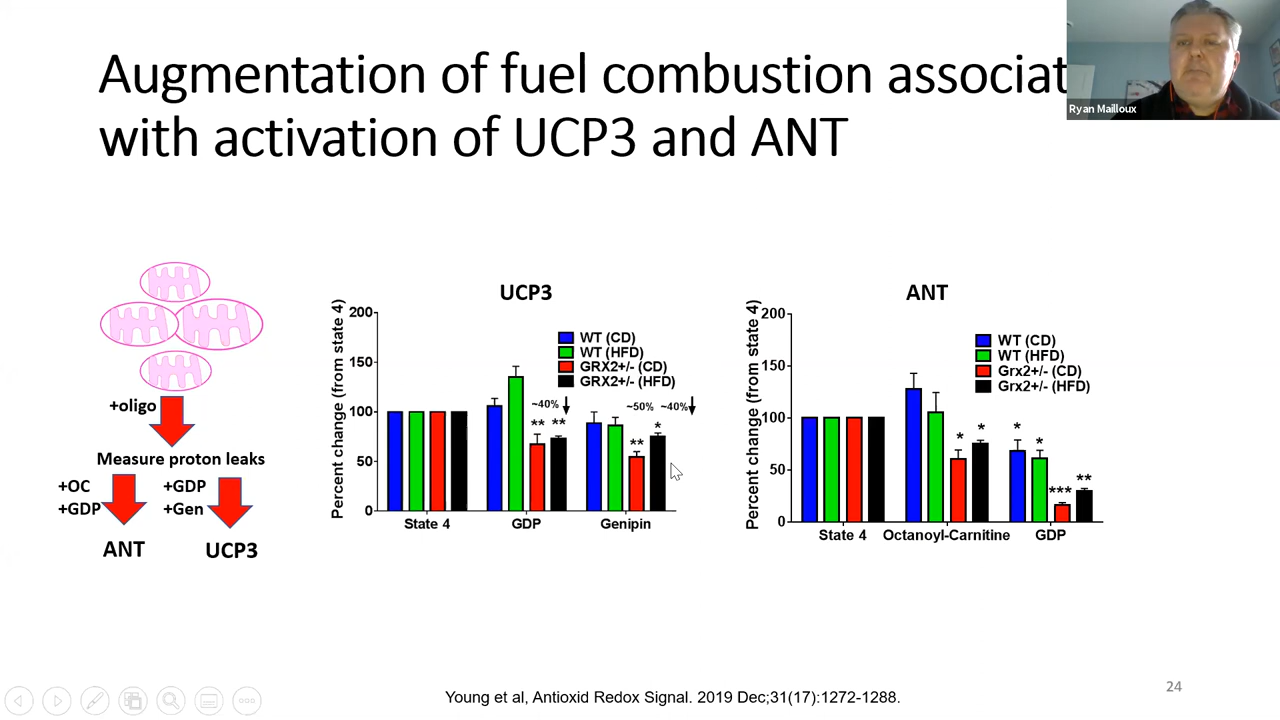 Augmentation of fuel combustion associat
with activation of UCP3 and ANT
Ryan Mailloux
+oligo
Measure proton leaks
+OC
+GDP
+GDP
+Gen
ANT
UCP3
UCP3
Percent change (from state 4)
200
150
100
50
0
WT (CD)
WT (HFD)
GRX2+/- (CD)
GRX2+/- (HFD)
~40%
** **
~50% ~40%
**
*
State 4 GDP Genipin
ANT
Percent change (from state 4)
200
150
100
50
0
WT (CD)
WT (HFD)
Grx2+/- (CD)
Grx2+/- (HFD)
* *
* *
*** **
State 4 Octanoyl-Carnitine GDP
Young et al, Antioxid Redox Signal. 2019 Dec;31(17):1272-1288.
24